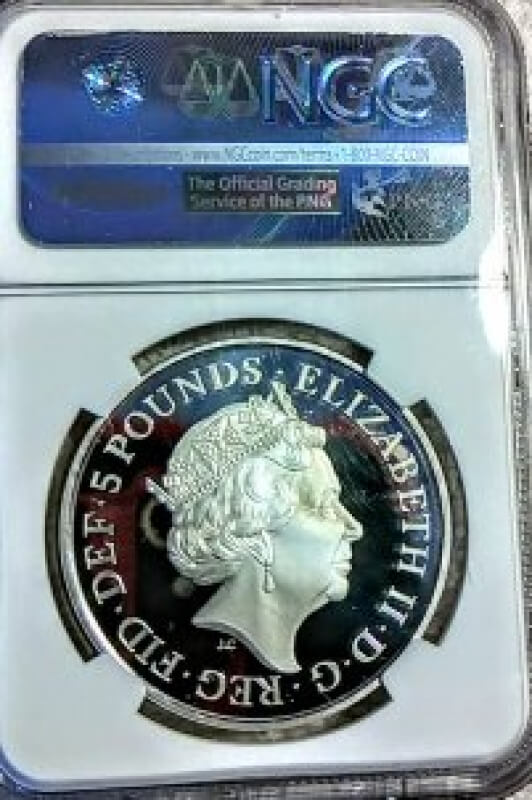 NGC
www.NGCcoin.com/terms • 1-800-NGC-COIN
The Official Grading
Service of the PNG
PNG
ELIZABETH II · D · G · REG · FID · DEF · 5 POUNDS ·